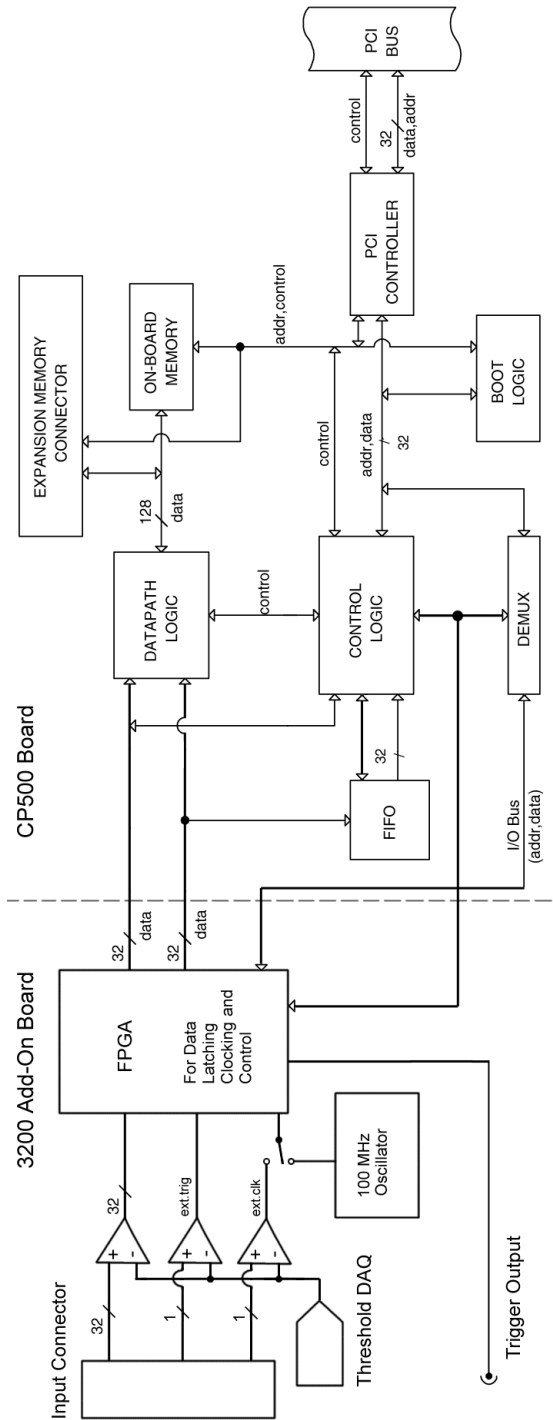 3200 Add-On Board
CP500 Board
Input Connector
32
1
1
+
-
+
-
+
-
32
ext.trig
ext.clk
Threshold DAQ
100 MHz
Oscillator
FPGA
For Data
Latching
Clocking and
Control
Trigger Output
32
data
32
data
DATAPATH
LOGIC
128
data
EXPANSION MEMORY
CONNECTOR
ON-BOARD
MEMORY
addr,control
control
CONTROL
LOGIC
control
addr,data
32
FIFO
32
I/O Bus
(addr,data)
DEMUX
BOOT
LOGIC
PCI
CONTROLLER
control
32
data,addr
PCI
BUS